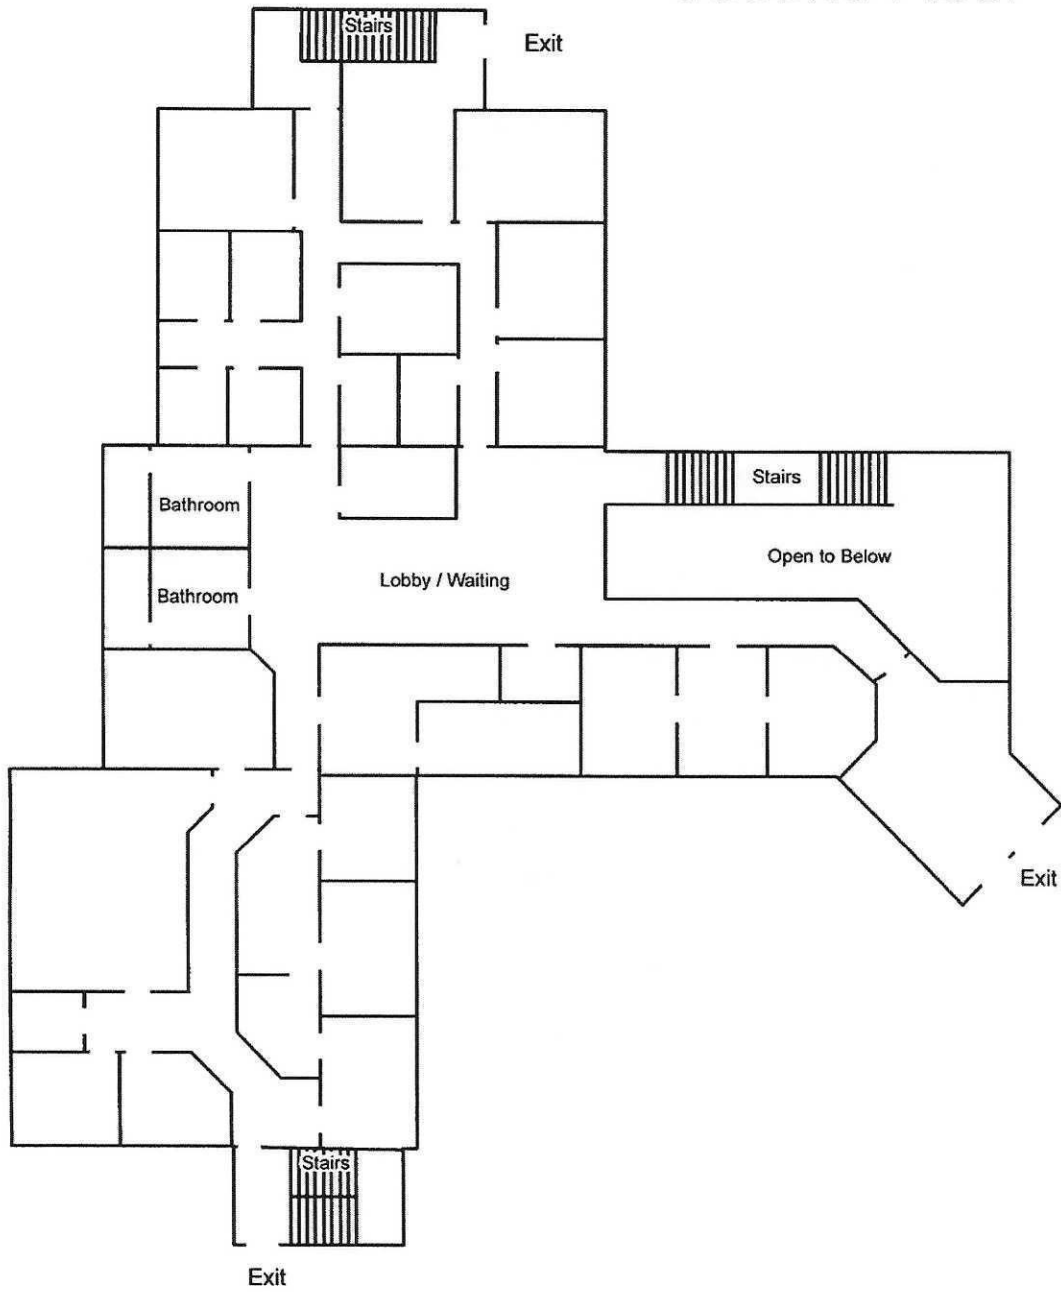 Stairs
Exit
Bathroom
Stairs
Open to Below
Lobby / Waiting
Bathroom
Exit
Stairs
Exit